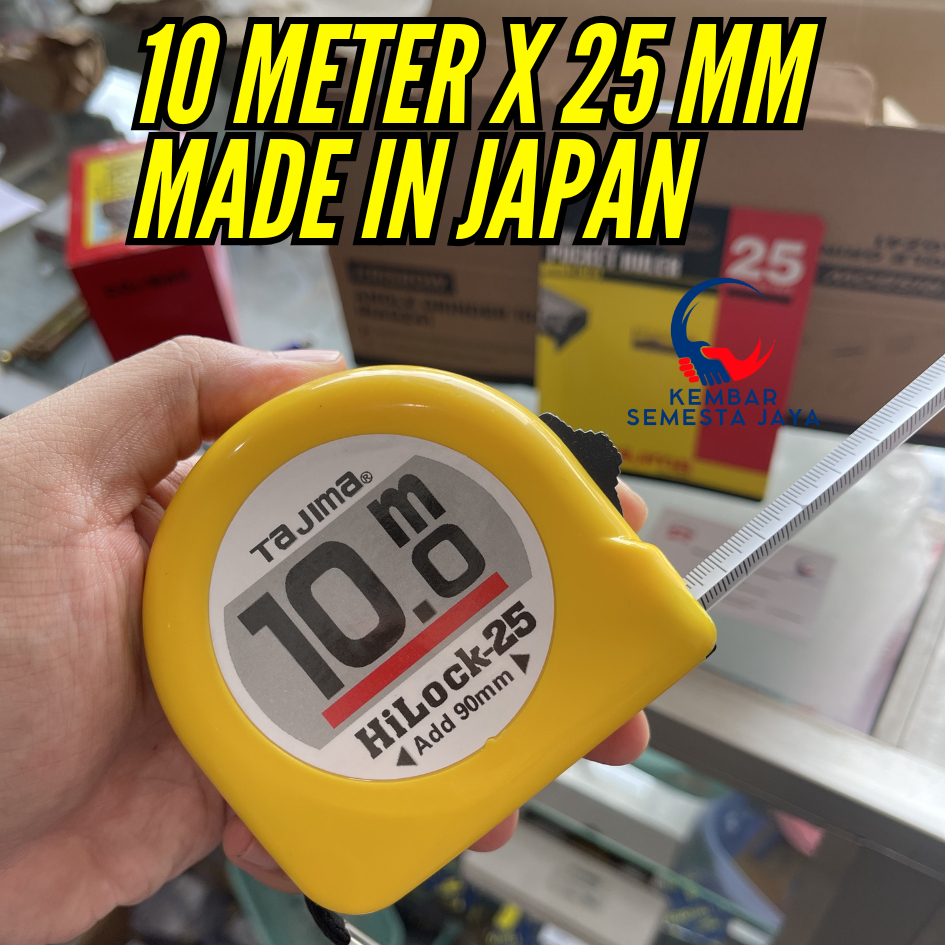 10 METER X 25 MM
MADE IN JAPAN
POCKET RULER
25
KEMBAR
SEMESTA JAYA
TaJIma®
10.0 m
HiLock-25
◀Add 90mm▶